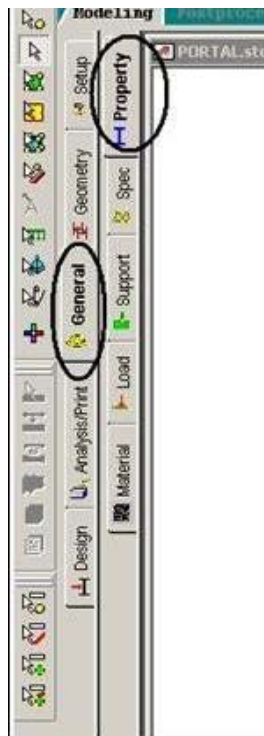 Modeling
PORTAL.st
Setup
Geometry
General
Analysis/Print
Design
Property
Spec
Support
Load
Material